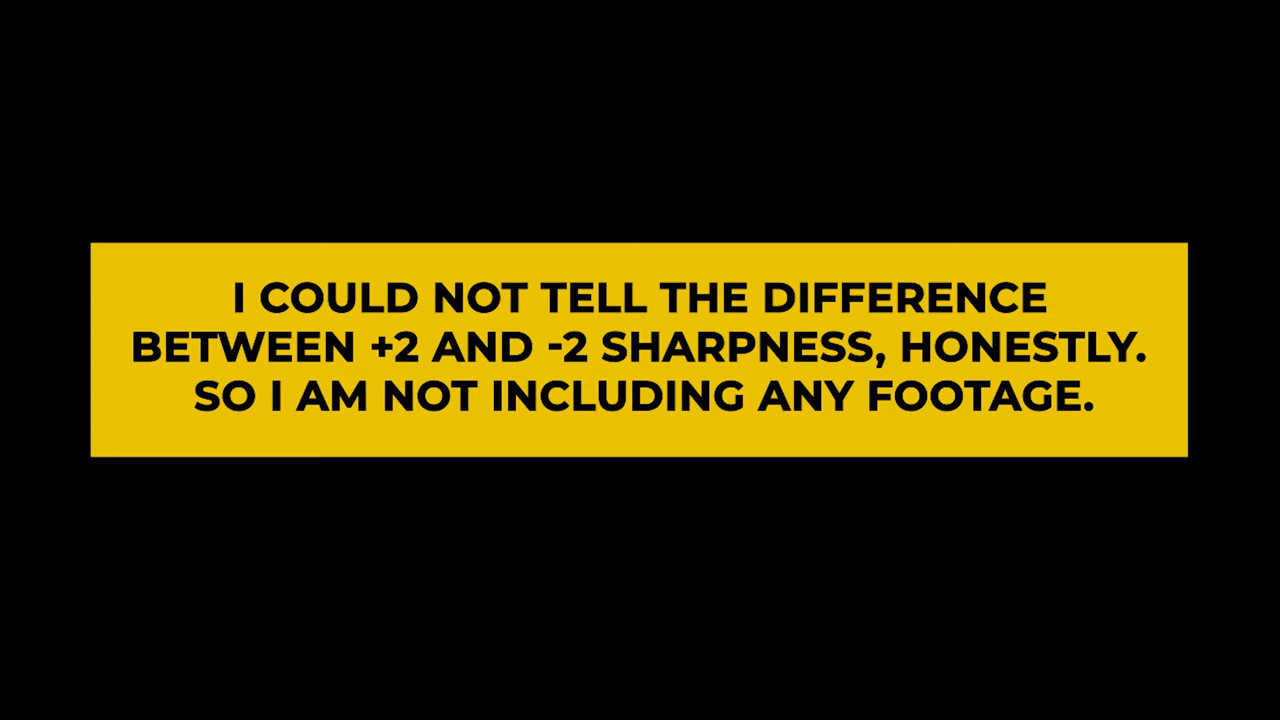 I COULD NOT TELL THE DIFFERENCE
BETWEEN +2 AND -2 SHARPNESS, HONESTLY.
SO I AM NOT INCLUDING ANY FOOTAGE.